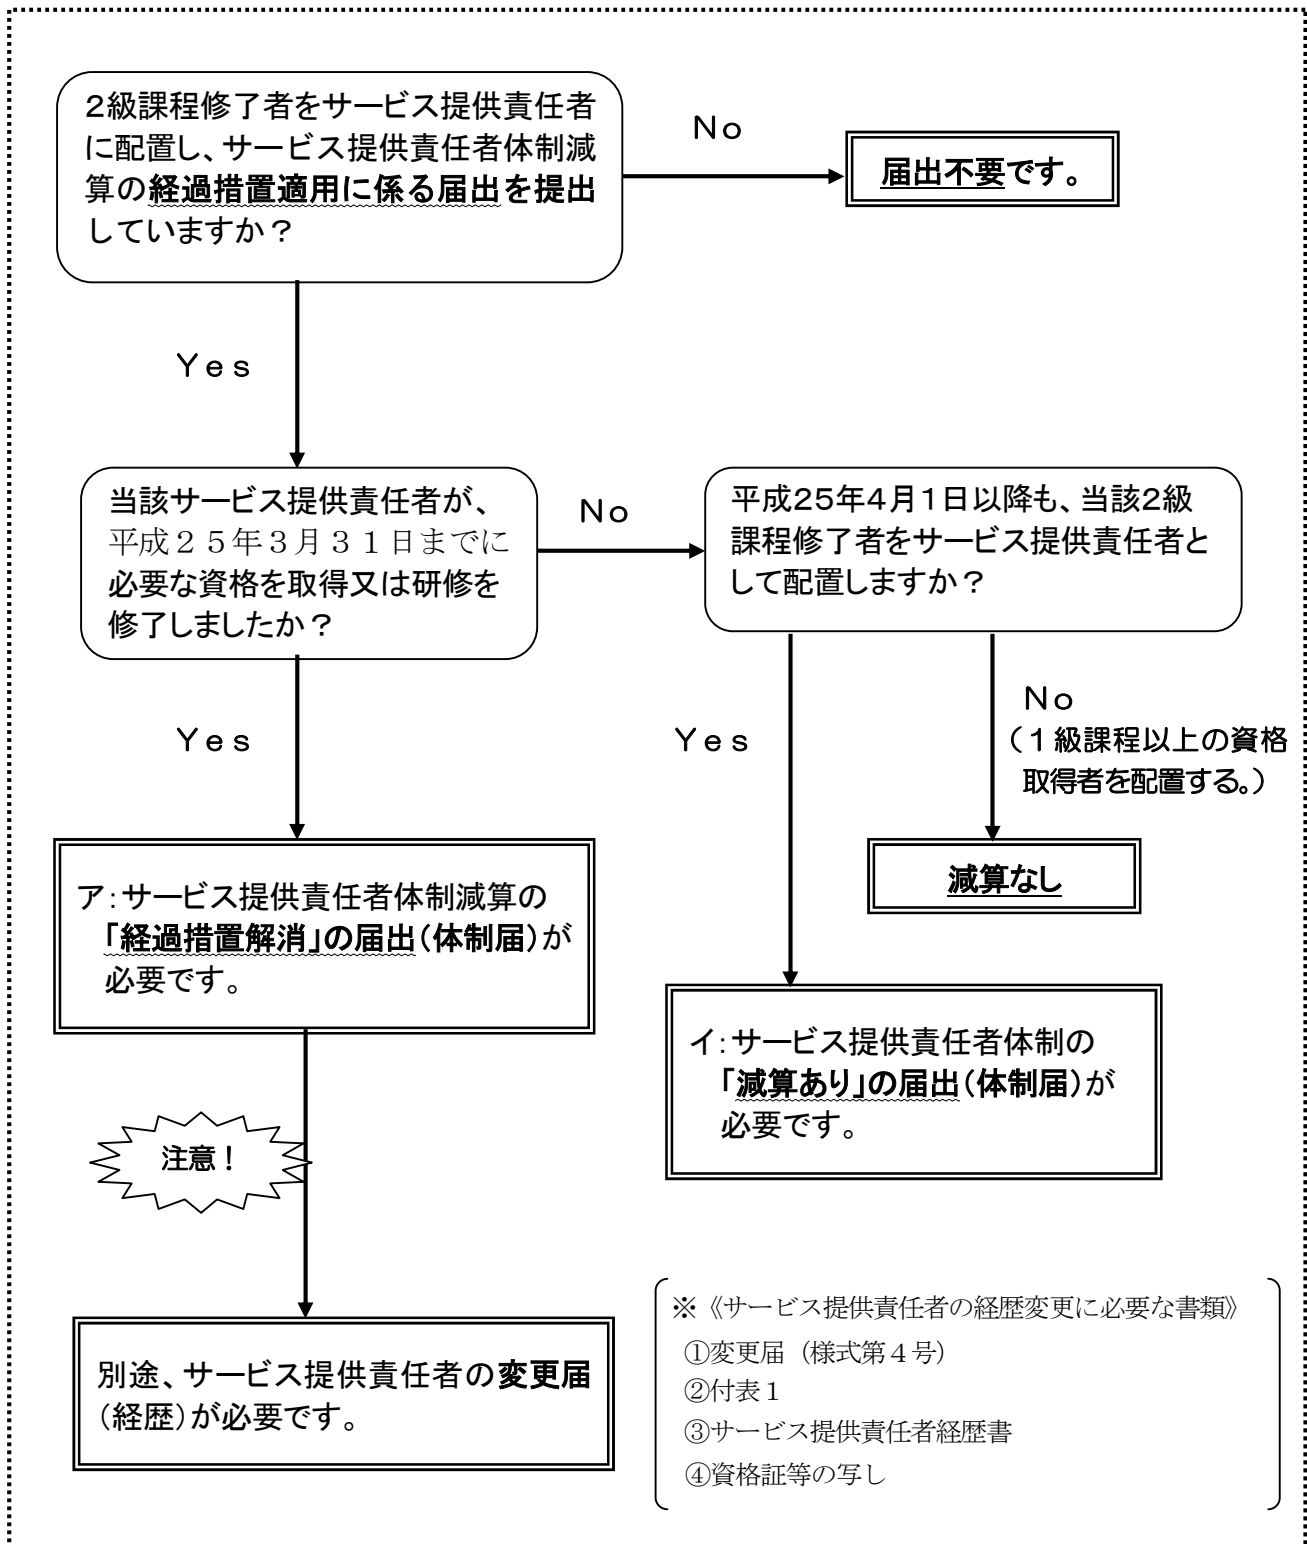 ２級課程修了者をサービス提供責任者
に配置し、サービス提供責任者体制減
算の経過措置適用に係る届出を提出
していますか？
Ｎｏ
届出不要です。
Ｙｅｓ
当該サービス提供責任者が、
平成２５年３月３１日までに
必要な資格を取得又は研修を
修了しましたか？
Ｎｏ
平成25年４月１日以降も、当該２級
課程修了者をサービス提供責任者と
して配置しますか？
Ｙｅｓ
Ｙｅｓ
Ｎｏ
（１級課程以上の資格
取得者を配置する。）
減算なし
ア：サービス提供責任者体制減算の
「経過措置解消」の届出（体制届）が
必要です。
イ：サービス提供責任者体制の
「減算あり」の届出（体制届）が
必要です。
注意！
別途、サービス提供責任者の変更届
（経歴）が必要です。
※《サービス提供責任者の経歴変更に必要な書類》
①変更届（様式第４号）
②付表１
③サービス提供責任者経歴書
④資格証等の写し